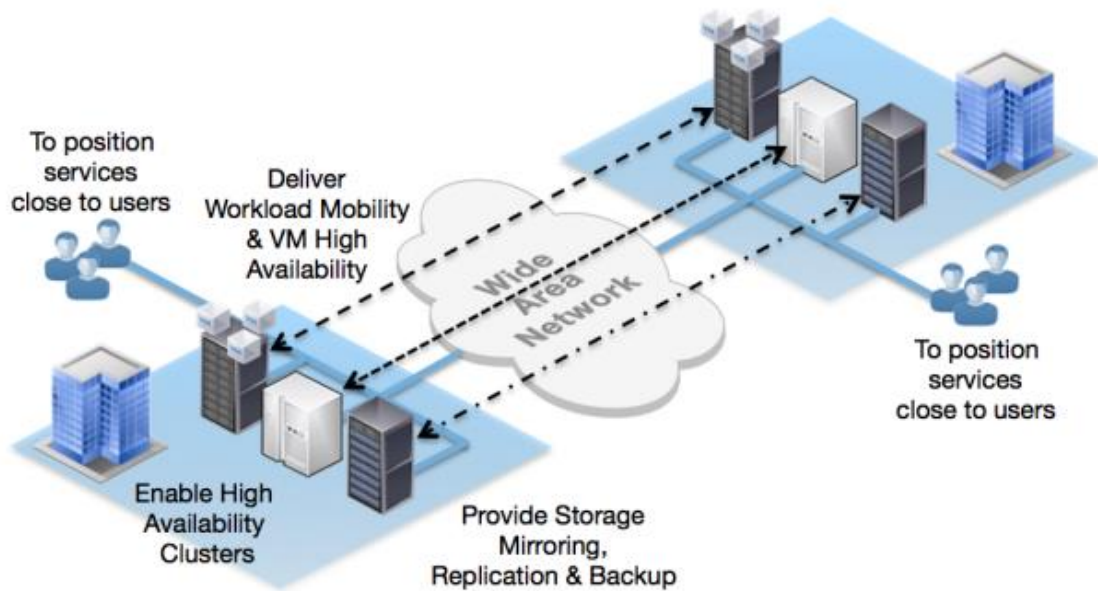 To position
services
close to users
Deliver
Workload Mobility
& VM High
Availability
Wide
Area
Network
To position
services
close to users
Enable High
Availability
Clusters
Provide Storage
Mirroring,
Replication & Backup